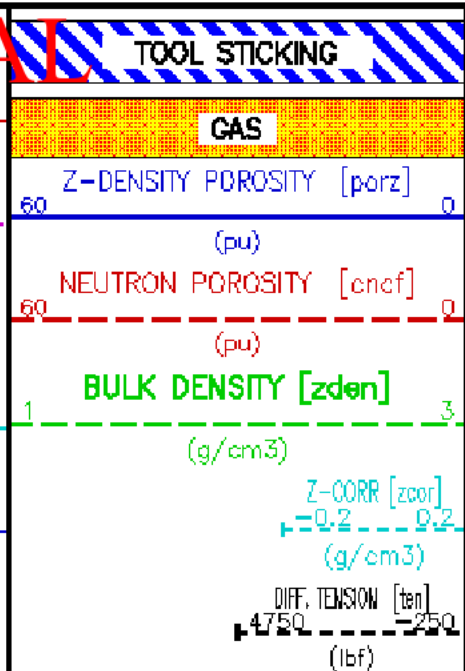 AL
TOOL STICKING
GAS
Z-DENSITY POROSITY [porz]
60 0
(pu)
NEUTRON POROSITY [cncf]
60 0
(pu)
BULK DENSITY [zden]
1 3
(g/cm3)
Z-CORR [zcor]
-0.2 0.2
(g/cm3)
DIFF. TENSION [ten]
4750 -250
(lbf)